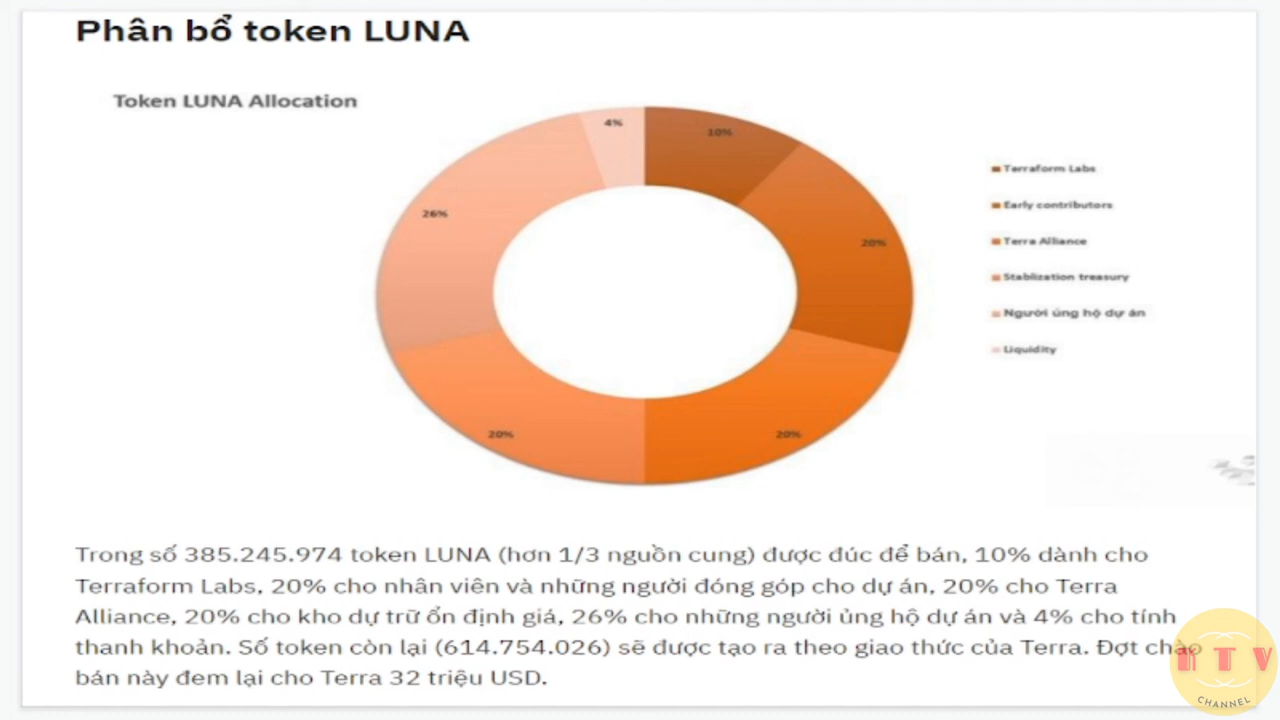 Phân bổ token LUNA
Token LUNA Allocation
4%
10%
26%
20%
20%
20%
Terraform Labs
Early contributors
Terra Alliance
Stablization treasury
Người ủng hộ dự án
Liquidity
Trong số 385.245.974 token LUNA (hơn 1/3 nguồn cung) được đúc để bán, 10% dành cho
Terraform Labs, 20% cho nhân viên và những người đóng góp cho dự án, 20% cho Terra
Alliance, 20% cho kho dự trữ ổn định giá, 26% cho những người ủng hộ dự án và 4% cho tính
thanh khoản. Số token còn lại (614.754.026) sẽ được tạo ra theo giao thức của Terra. Đợt chào
bán này đem lại cho Terra 32 triệu USD.
NTV
CHANNEL